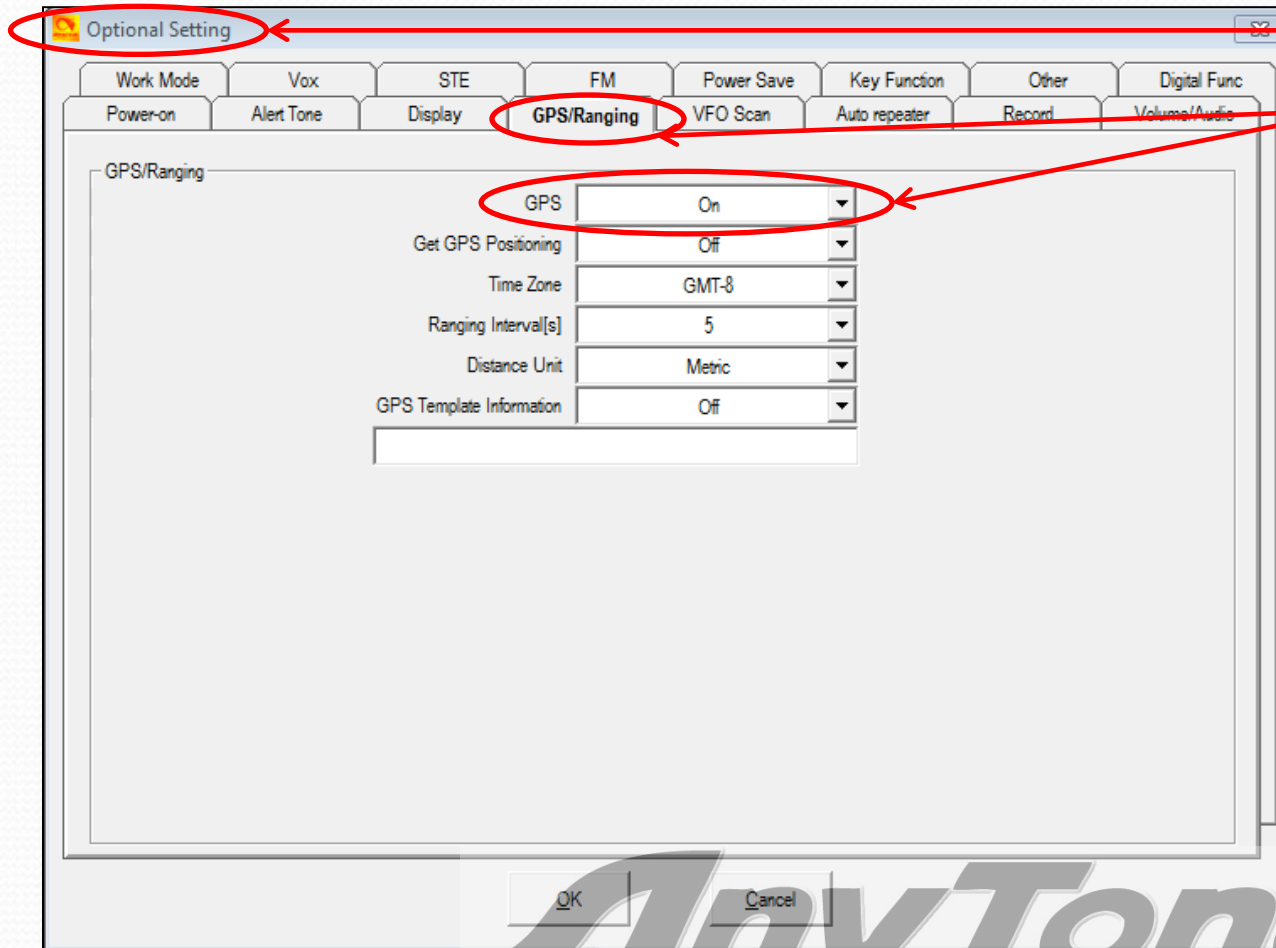 Optional Setting
Work Mode Vox STE FM Power Save Key Function Other Digital Func
Power-on Alert Tone Display GPS/Ranging VFO Scan Auto repeater Record Volume/Audio
GPS/Ranging
GPS On
Get GPS Positioning Off
Time Zone GMT-8
Ranging Interval[s] 5
Distance Unit Metric
GPS Template Information Off
OK Cancel
AnyTon